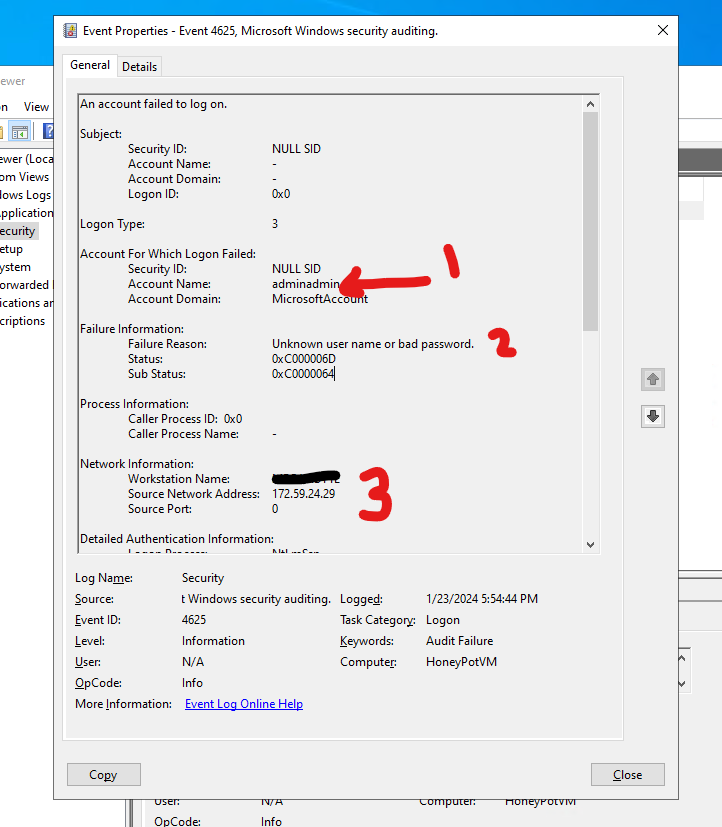 Event Properties - Event 4625, Microsoft Windows security auditing.
General Details
An account failed to log on.
Subject:
Security ID: NULL SID
Account Name: -
Account Domain: -
Logon ID: 0x0
Logon Type: 3
1
Account For Which Logon Failed:
Security ID: NULL SID
Account Name: adminadmin
Account Domain: MicrosoftAccount
Failure Information:
Failure Reason: Unknown user name or bad password. 2
Status: 0xC000006D
Sub Status: 0xC0000064
Process Information:
Caller Process ID: 0x0
Caller Process Name: -
Network Information:
Workstation Name:
Source Network Address: 172.59.24.29 3
Source Port: 0
Detailed Authentication Information:
Log Name: Security
Source: t Windows security auditing. Logged: 1/23/2024 5:54:44 PM
Event ID: 4625 Task Category: Logon
Level: Information Keywords: Audit Failure
User: N/A Computer: HoneyPotVM
OpCode: Info
More Information: Event Log Online Help
Copy Close
ewer
n View
ewer (Loca
om Views
lows Logs
pplication
ecurity
etup
ystem
orwarded
ications an
criptions
User: N/A Computer: HoneyPotVM
OpCode: Info